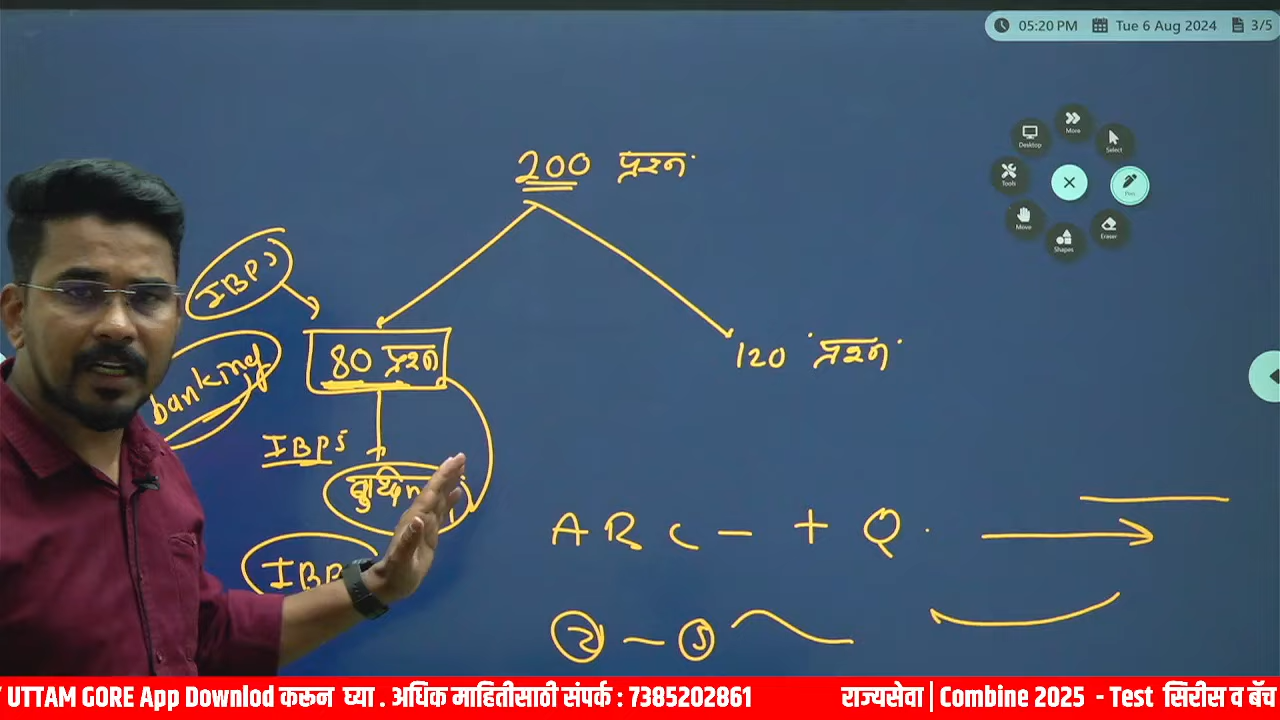 05:20 PM Tue 6 Aug 2024 3/5
More
Desktop
Select
Tools
Pen
Move
Eraser
Shapes
200 प्रश्न
IBPS
80 प्रश्न
120 प्रश्न
banking
IBPS
A B C - + Q .
IBP
२ - ५
UTTAM GORE App Downlod करून घ्या . अधिक माहितीसाठी संपर्क : 7385202861 राज्यसेवा | Combine 2025 - Test सिरीस व बॅच